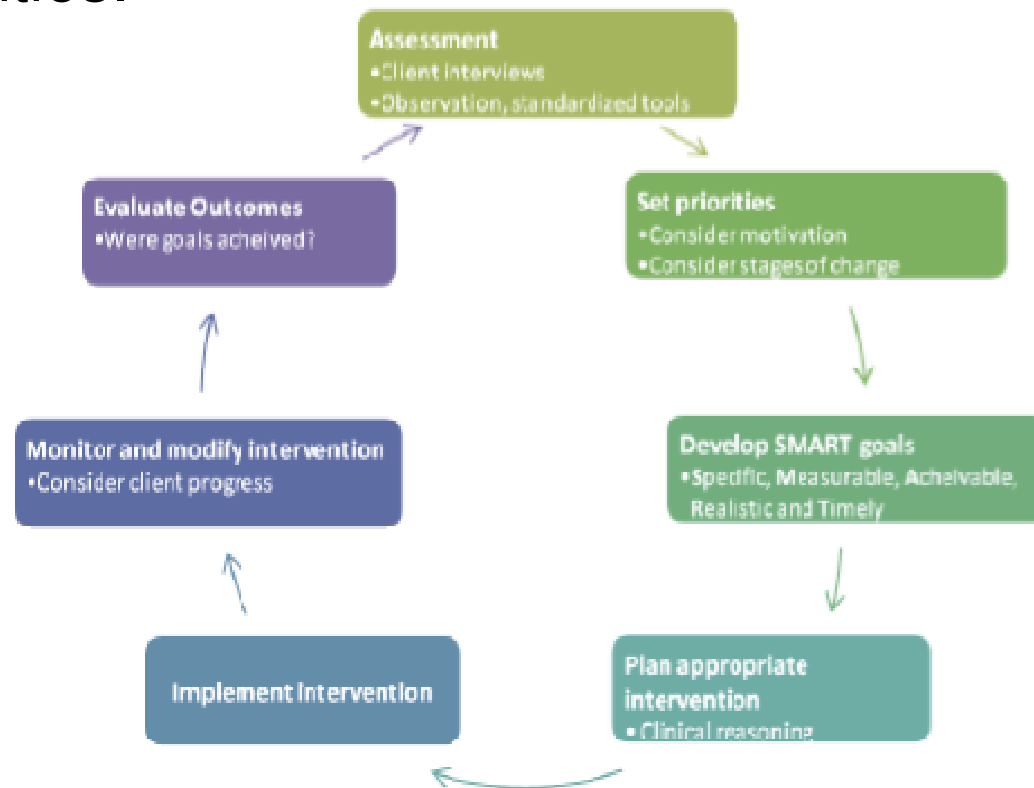 Assessment
•Client interviews
•Observation, standardized tools
Set priorities
•Consider motivation
•Consider stages of change
Develop SMART goals
•Specific, Measurable, Acheivable,
Realistic and Timely
Plan appropriate
intervention
•Clinical reasoning
Implement Intervention
Monitor and modify intervention
•Consider client progress
Evaluate Outcomes
•Were goals acheived?